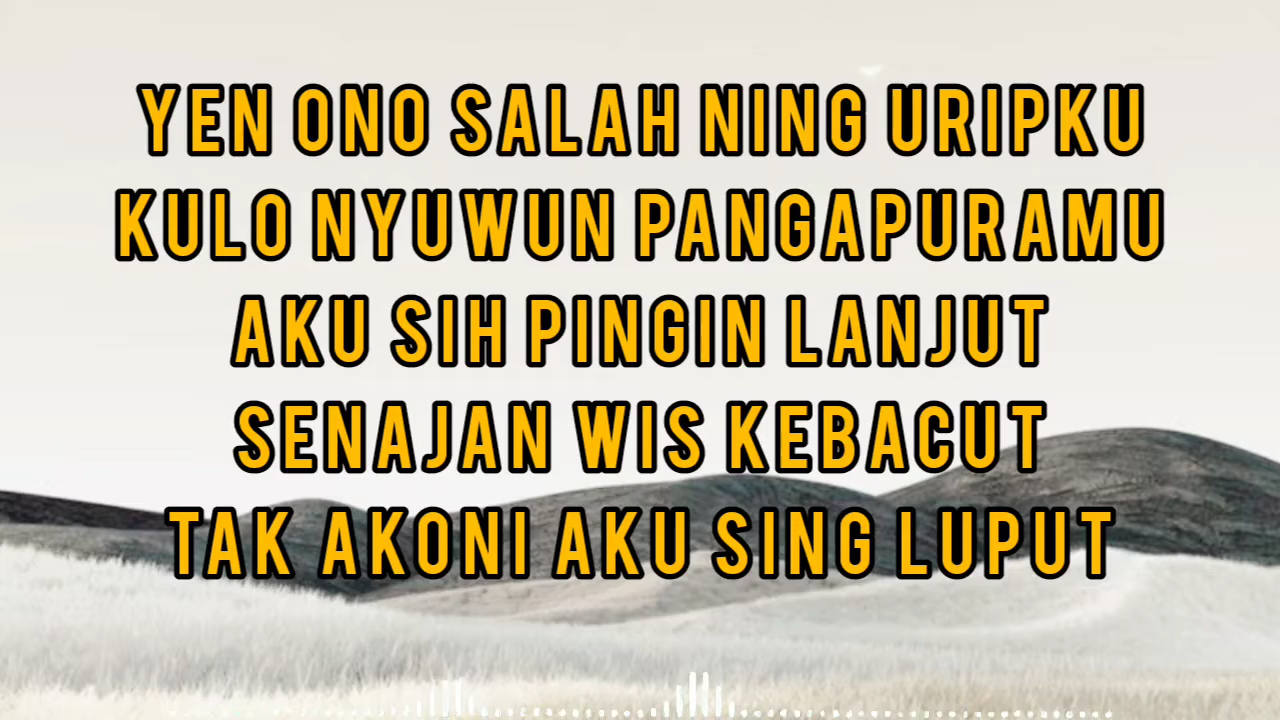 YEN ONO SALAH NING URIPKU
KULO NYUWUN PANGAPURAMU
AKU SIH PINGIN LANJUT
SENAJAN WIS KEBACUT
TAK AKONI AKU SING LUPUT